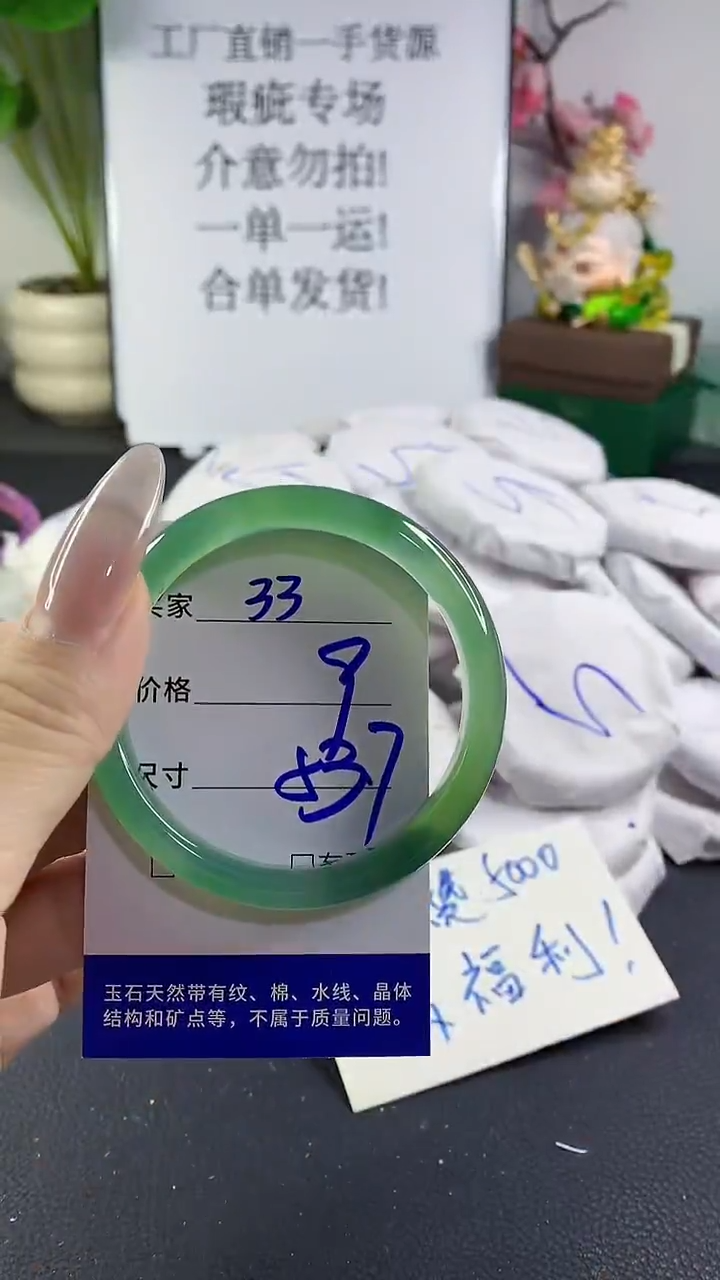 工厂直销一手货源
瑕疵专场
介意勿拍!
一单一运!
合单发货!
家 33
价格
尺寸
玉石天然带有纹、棉、水线、晶体
结构和矿点等，不属于质量问题。
5000
福利!